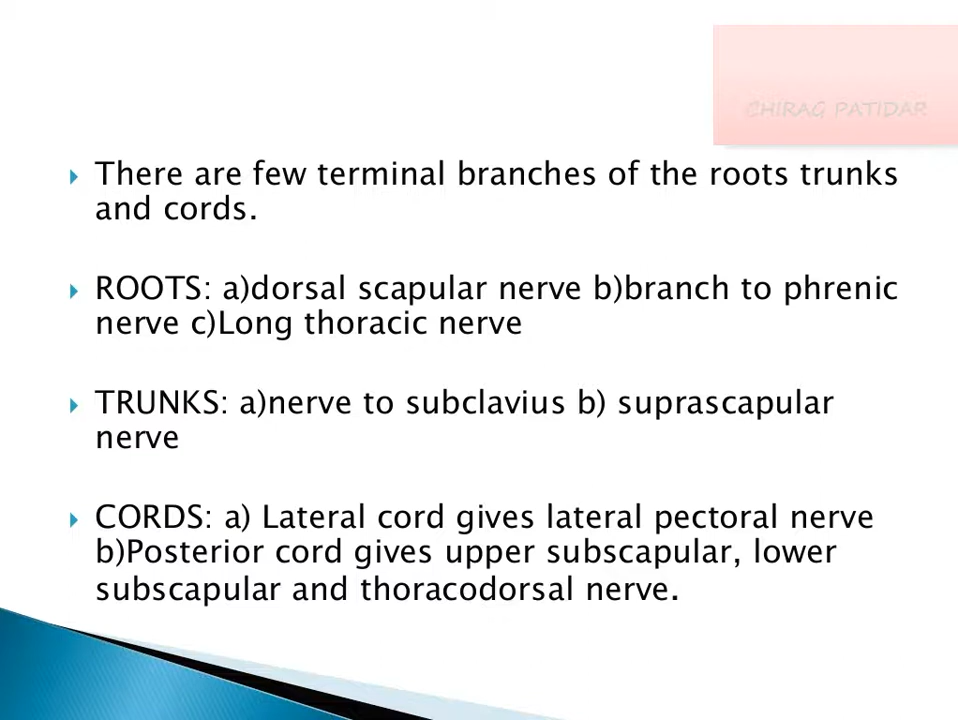 CHIRAG PATIDAR
There are few terminal branches of the roots trunks
and cords.
ROOTS: a)dorsal scapular nerve b)branch to phrenic
nerve c)Long thoracic nerve
TRUNKS: a)nerve to subclavius b) suprascapular
nerve
CORDS: a) Lateral cord gives lateral pectoral nerve
b)Posterior cord gives upper subscapular, lower
subscapular and thoracodorsal nerve.